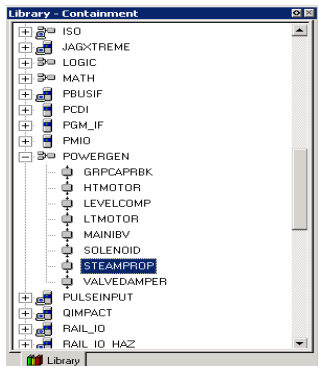 Library - Containment
ISO
JAGXTREME
LOGIC
MATH
PBUSIF
PCDI
PGM_IF
PMIO
POWERGEN
GRPCAPRBK
HTMOTOR
LEVELCOMP
LTMOTOR
MAINIBV
SOLENOID
STEAMPROP
VALVEDAMPER
PULSEINPUT
QIMPACT
RAIL_IO
RAIL_IO_HAZ
Library